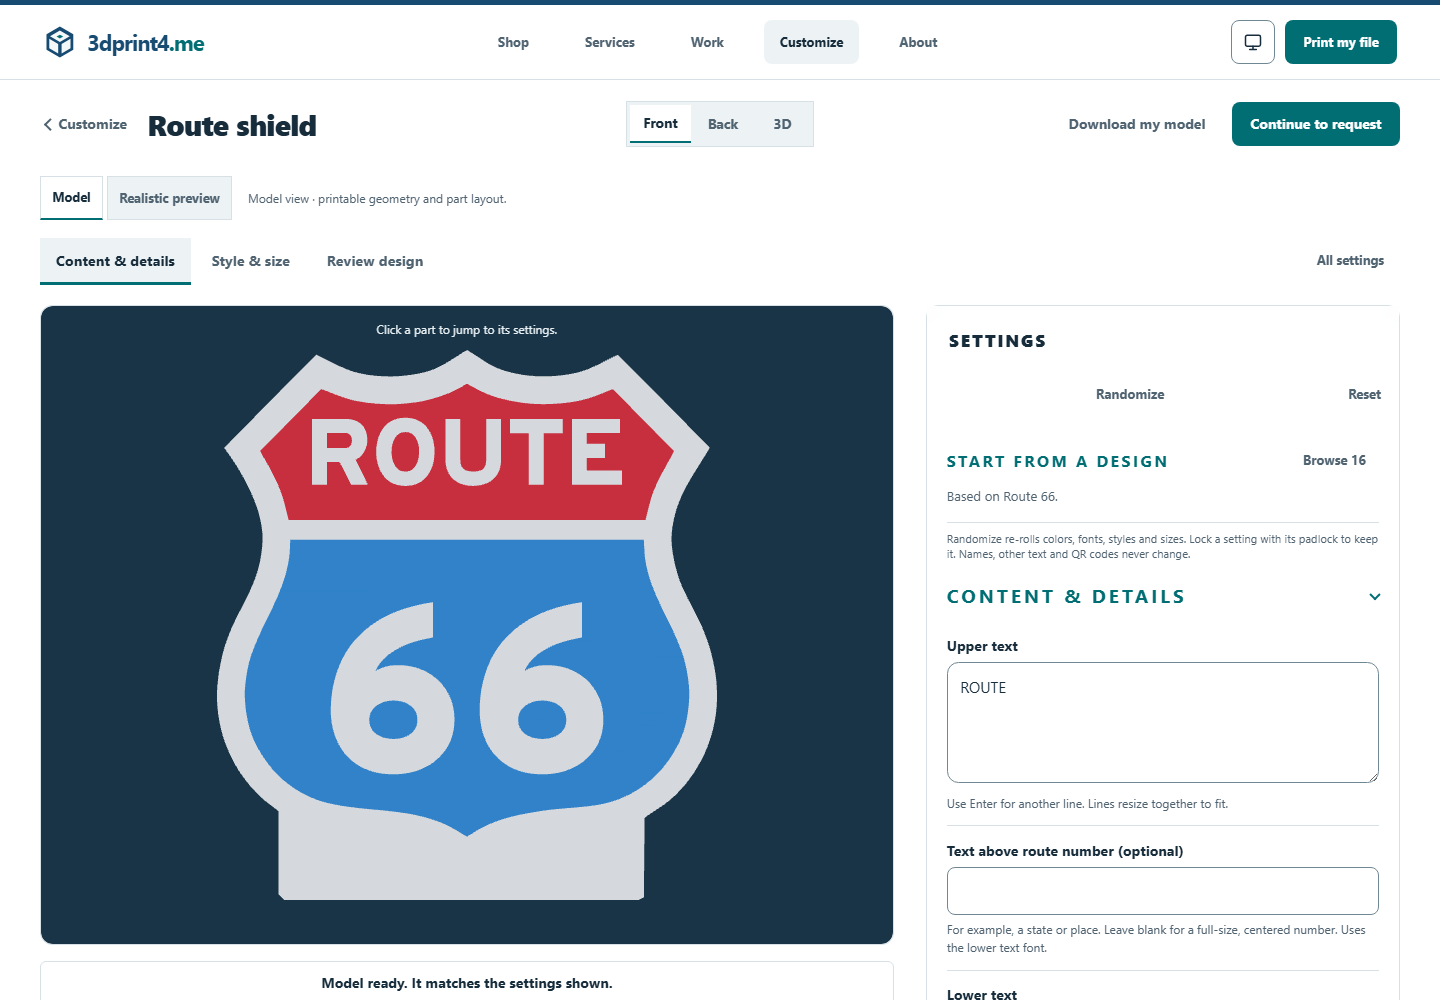 3dprint4.me
Shop
Services
Work
Customize
About
Print my file
Customize
Route shield
Front
Back
3D
Download my model
Continue to request
Model
Realistic preview
Model view · printable geometry and part layout.
Content & details
Style & size
Review design
All settings
Click a part to jump to its settings.
ROUTE
66
Model ready. It matches the settings shown.
SETTINGS
Randomize
Reset
START FROM A DESIGN
Browse 16
Based on Route 66.
Randomize re-rolls colors, fonts, styles and sizes. Lock a setting with its padlock to keep
it. Names, other text and QR codes never change.
CONTENT & DETAILS
Upper text
ROUTE
Use Enter for another line. Lines resize together to fit.
Text above route number (optional)
For example, a state or place. Leave blank for a full-size, centered number. Uses
the lower text font.
Lower text